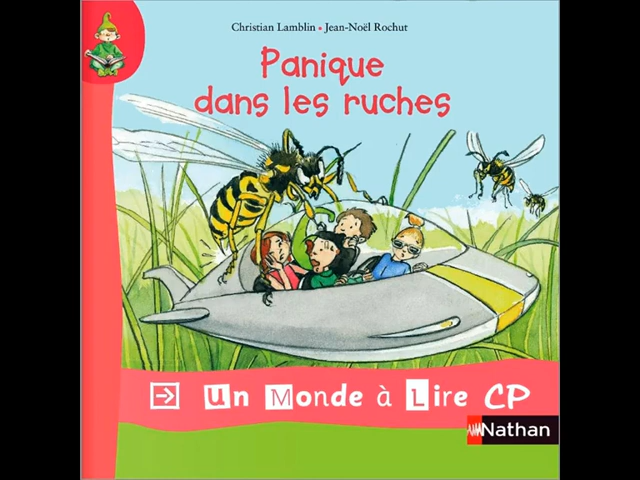 Christian Lamblin • Jean-Noël Rochut
Panique
dans les ruches
Un Monde à Lire CP
Nathan